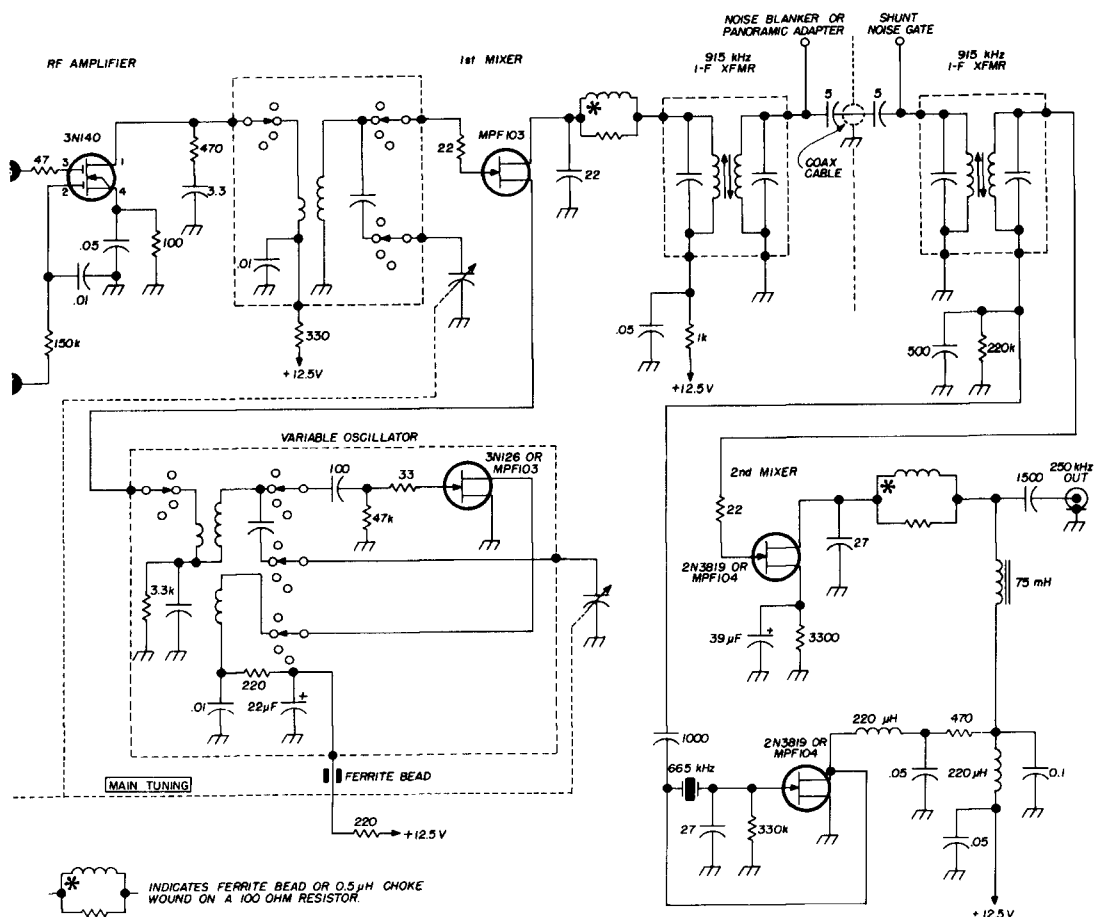 NOISE BLANKER OR
PANORAMIC ADAPTER
SHUNT
NOISE GATE
RF AMPLIFIER
1st MIXER
915 kHz
I-F XFMR
915 kHz
I-F XFMR
3N140
47
3
1
2
4
470
3.3
.05
100
.01
150k
.01
330
+12.5V
22
MPF103
22
*
5
5
COAX
CABLE
.05
1k
+12.5V
500
220k
VARIABLE OSCILLATOR
3N126 OR
MPF103
100
33
47k
3.3k
220
.01
22µF
+
FERRITE BEAD
MAIN TUNING
220
+12.5V
2nd MIXER
22
2N3819 OR
MPF104
27
*
1500
250 kHz
OUT
75 mH
39µF
+
3300
1000
665 kHz
27
330k
2N3819 OR
MPF104
220 µH
470
.05
220µH
0.1
.05
+12.5V
*
INDICATES FERRITE BEAD OR 0.5µH CHOKE
WOUND ON A 100 OHM RESISTOR.